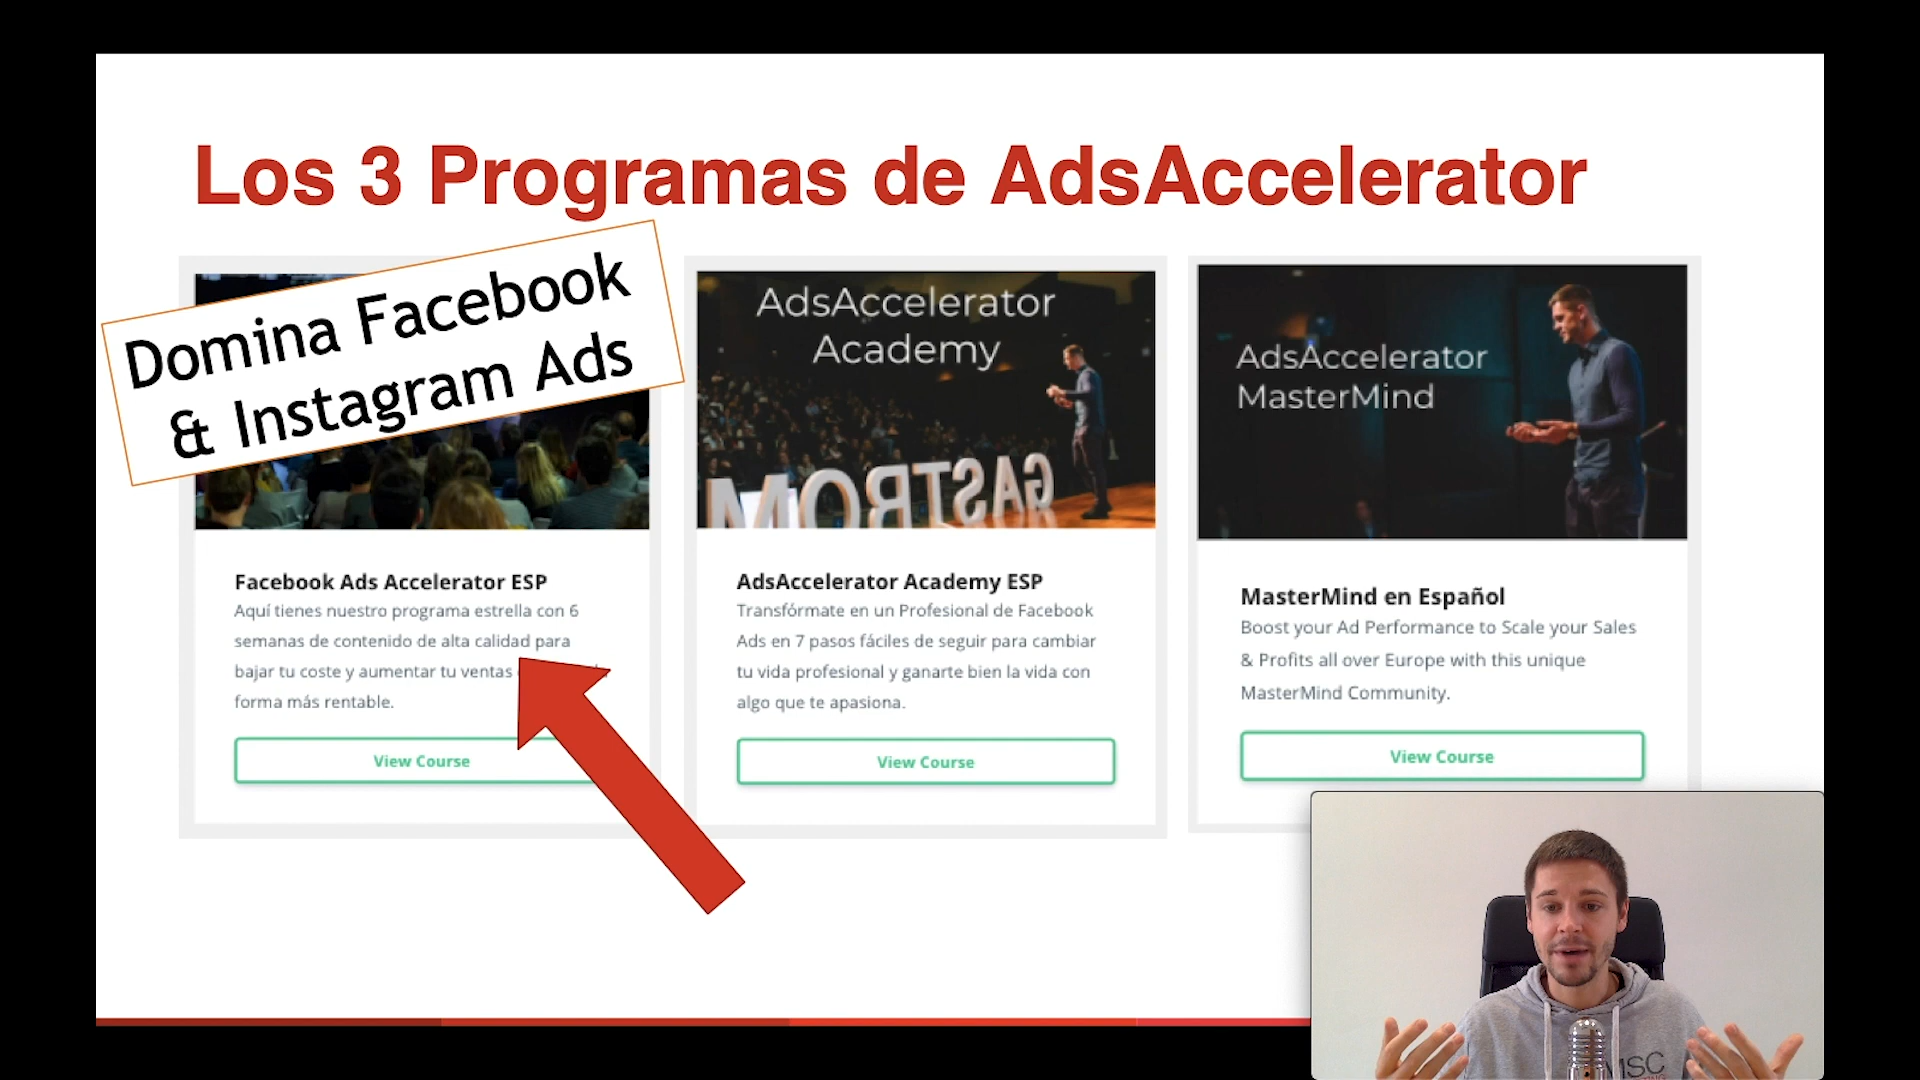 Los 3 Programas de AdsAccelerator
Domina Facebook
& Instagram Ads
Facebook Ads Accelerator ESP
Aquí tienes nuestro programa estrella con 6
semanas de contenido de alta calidad para
bajar tu coste y aumentar tu ventas
forma más rentable.
View Course
AdsAccelerator
Academy
GASTROM
AdsAccelerator Academy ESP
Transfórmate en un Profesional de Facebook
Ads en 7 pasos fáciles de seguir para cambiar
tu vida profesional y ganarte bien la vida con
algo que te apasiona.
View Course
AdsAccelerator
MasterMind
MasterMind en Español
Boost your Ad Performance to Scale your Sales
& Profits all over Europe with this unique
MasterMind Community.
View Course
MSC